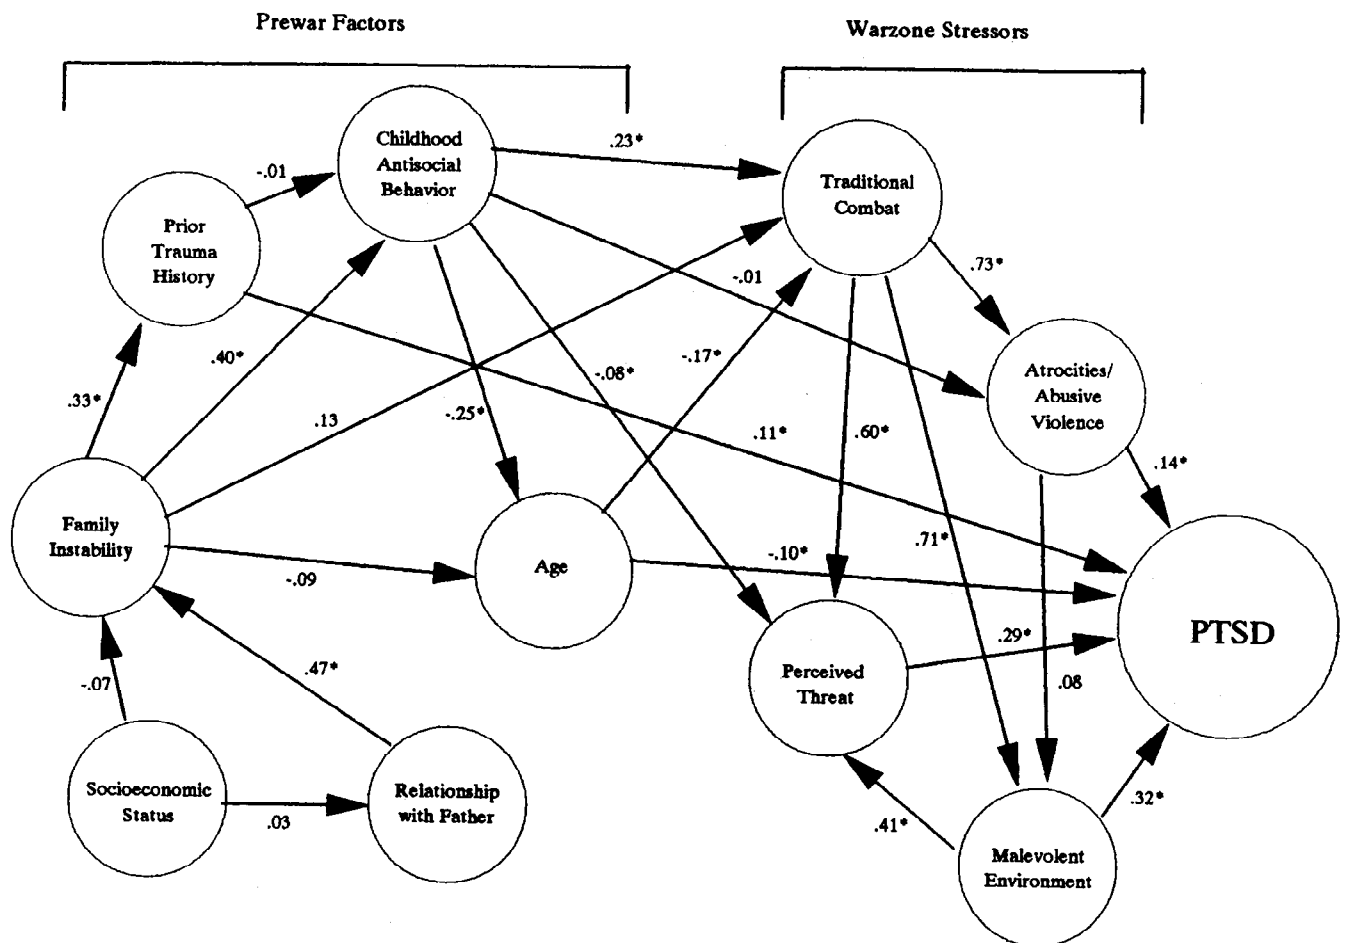 Prewar Factors
Warzone Stressors
Childhood
Antisocial
Behavior
.23*
-.01
Traditional
Combat
Prior
Trauma
History
.73*
-.01
.40*
-.17*
-.08*
Atrocities/
Abusive
Violence
.33*
.13
-.25*
.11*
.60*
.14*
Family
Instability
.71*
-.10*
Age
-.09
PTSD
.29*
.47*
Perceived
Threat
.08
-.07
Socioeconomic
Status
Relationship
with Father
.03
.32*
.41*
Malevolent
Environment